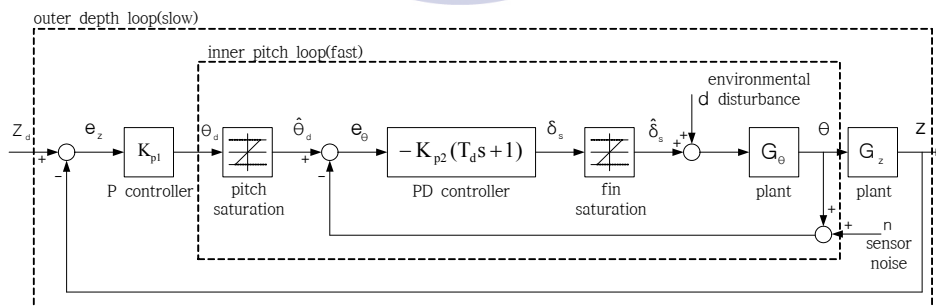 outer depth loop(slow)
inner pitch loop(fast)
environmental
d disturbance
Z_d
e_z
K_p1
θ_d
θ̂_d
e_θ
−K_p2(T_d s+1)
δ_s
δ̂_s
G_θ
θ
G_z
z
+
−
+
−
+
+
+
+
P controller
pitch
saturation
PD controller
fin
saturation
plant
plant
n
sensor
noise